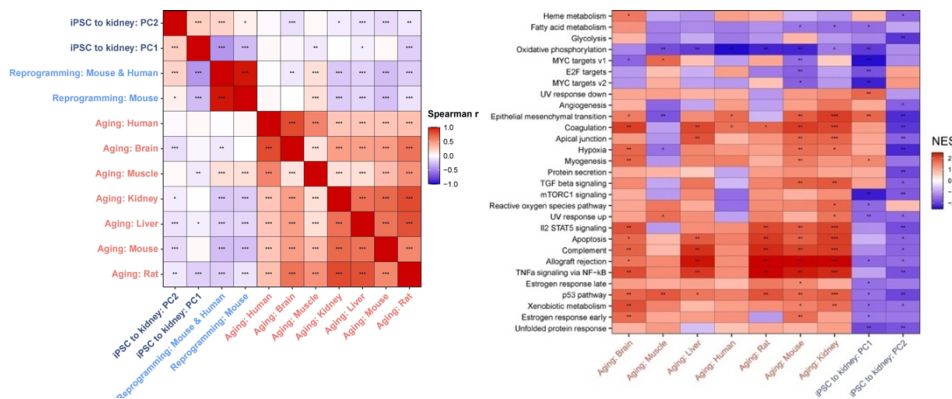 iPSC to kidney: PC2
iPSC to kidney: PC1
Reprogramming: Mouse & Human
Reprogramming: Mouse
Aging: Human
Aging: Brain
Aging: Muscle
Aging: Kidney
Aging: Liver
Aging: Mouse
Aging: Rat
iPSC to kidney: PC2
iPSC to kidney: PC1
Reprogramming: Mouse & Human
Reprogramming: Mouse
Aging: Human
Aging: Brain
Aging: Muscle
Aging: Kidney
Aging: Liver
Aging: Mouse
Aging: Rat
Spearman r
1.0
0.5
0.0
−0.5
−1.0
Heme metabolism
Fatty acid metabolism
Glycolysis
Oxidative phosphorylation
MYC targets v1
E2F targets
MYC targets v2
UV response down
Angiogenesis
Epithelial mesenchymal transition
Coagulation
Apical junction
Hypoxia
Myogenesis
Protein secretion
TGF beta signaling
mTORC1 signaling
Reactive oxygen species pathway
UV response up
Il2 STAT5 signaling
Apoptosis
Complement
Allograft rejection
TNFa signaling via NF−kB
Estrogen response late
p53 pathway
Xenobiotic metabolism
Estrogen response early
Unfolded protein response
Aging: Brain
Aging: Muscle
Aging: Liver
Aging: Human
Aging: Rat
Aging: Mouse
Aging: Kidney
iPSC to kidney: PC1
iPSC to kidney: PC2
NES